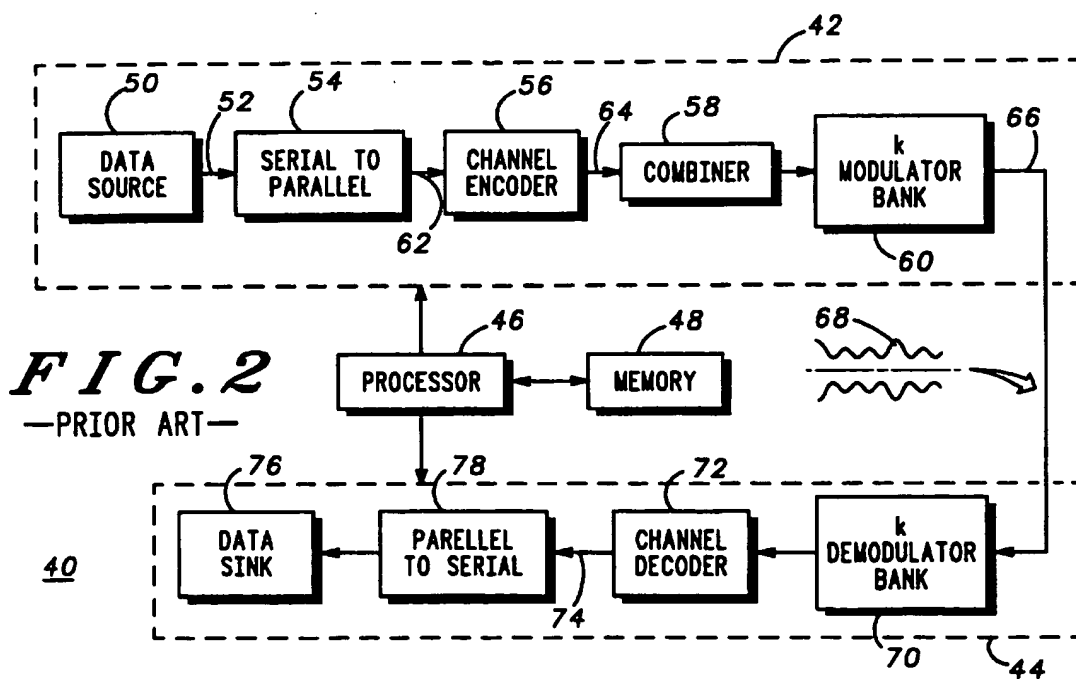 42
50
52
54
56
64
58
66
DATA
SOURCE
SERIAL TO
PARALLEL
CHANNEL
ENCODER
COMBINER
k
MODULATOR
BANK
62
60
46
48
68
FIG.2
—PRIOR ART—
PROCESSOR
MEMORY
76
78
72
40
DATA
SINK
PARELLEL
TO SERIAL
CHANNEL
DECODER
k
DEMODULATOR
BANK
74
70
44